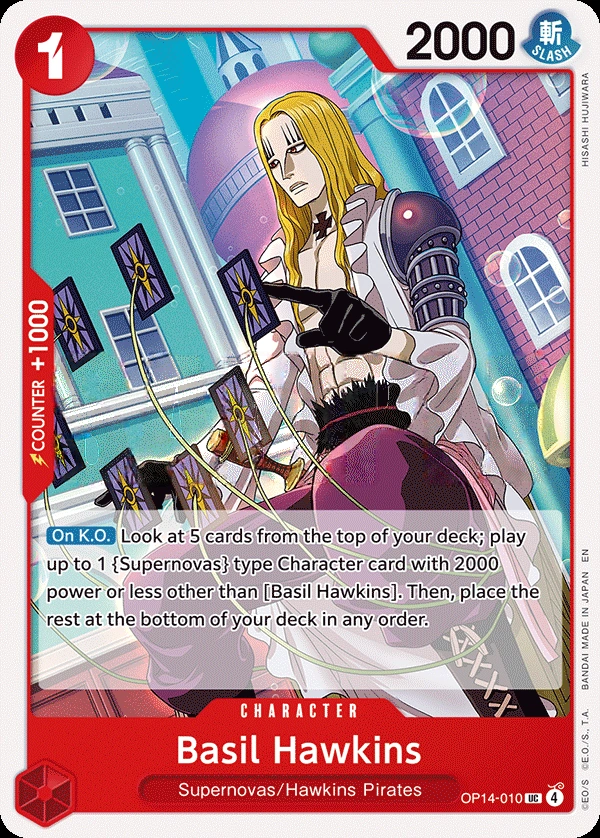 1
2000
斬
SLASH
HISASHI HUJIWARA
COUNTER +1000
On K.O. Look at 5 cards from the top of your deck; play
up to 1 {Supernovas} type Character card with 2000
power or less other than [Basil Hawkins]. Then, place the
rest at the bottom of your deck in any order.
CHARACTER
Basil Hawkins
Supernovas/Hawkins Pirates
OP14-010 UC 4
©E.O/S ©E.O./S., T.A. BANDAI MADE IN JAPAN EN